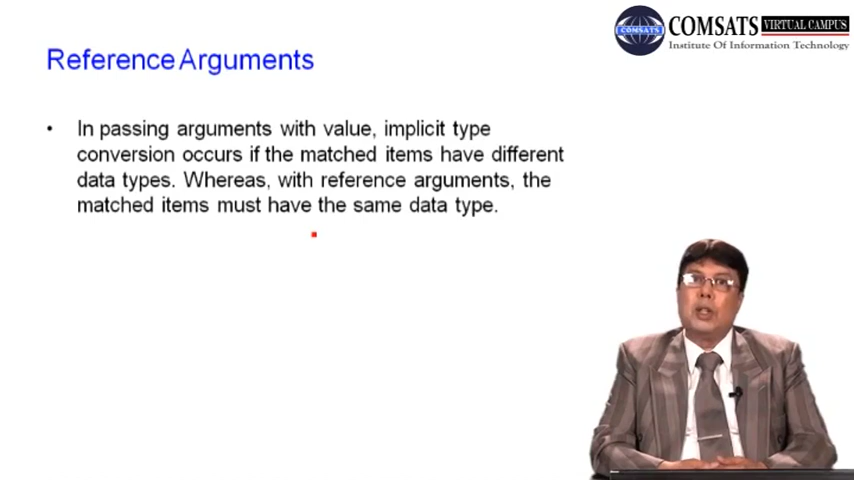 COMSATS VIRTUAL CAMPUS
COMSATS
Institute Of Information Technology
Reference Arguments
• In passing arguments with value, implicit type
conversion occurs if the matched items have different
data types. Whereas, with reference arguments, the
matched items must have the same data type.